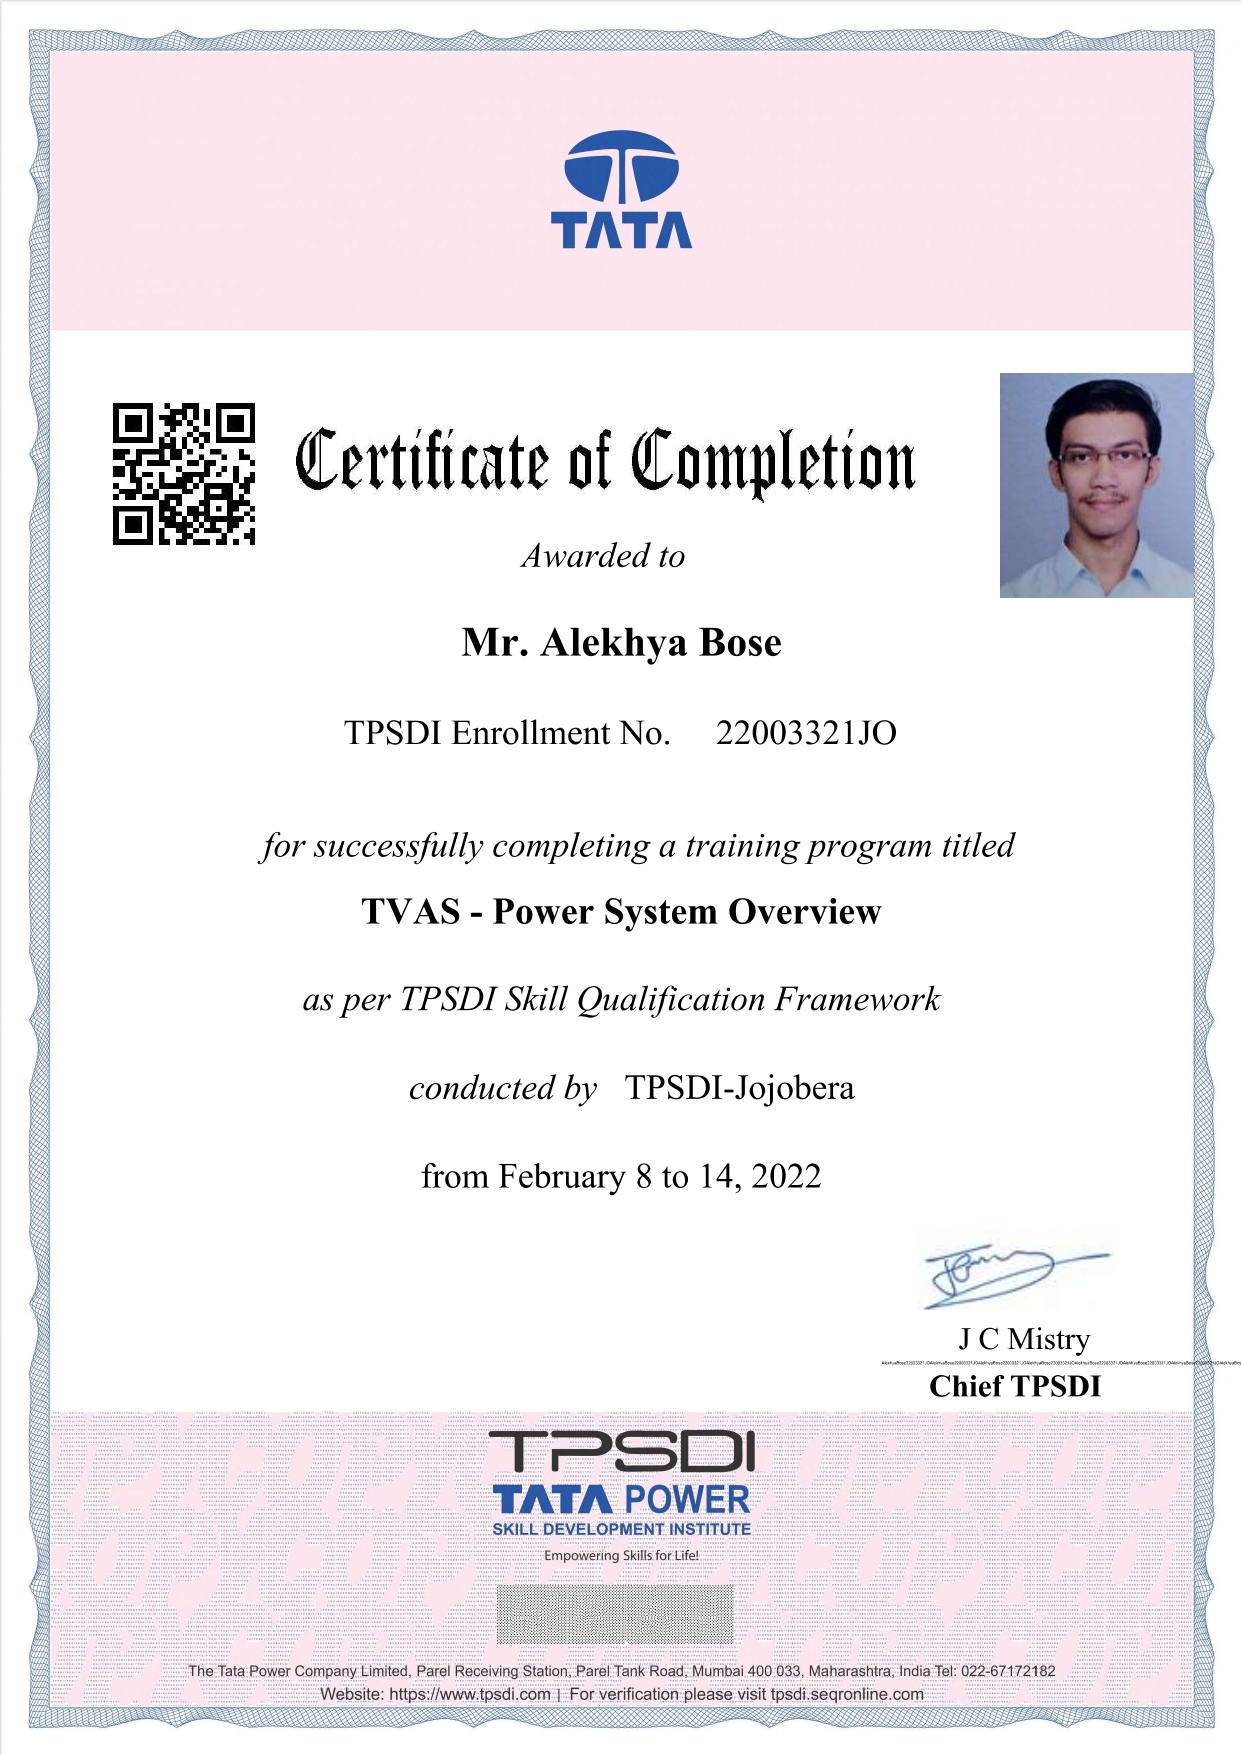 TATA
Certificate of Completion
Awarded to
Mr. Alekhya Bose
TPSDI Enrollment No. 22003321JO
for successfully completing a training program titled
TVAS - Power System Overview
as per TPSDI Skill Qualification Framework
conducted by TPSDI-Jojobera
from February 8 to 14, 2022
J C Mistry
Chief TPSDI
TPSDI
TATA POWER
SKILL DEVELOPMENT INSTITUTE
Empowering Skills for Life!
The Tata Power Company Limited, Parel Receiving Station, Parel Tank Road, Mumbai 400 033, Maharashtra, India Tel: 022-67172182
Website: https://www.tpsdi.com | For verification please visit tpsdi.seqronline.com